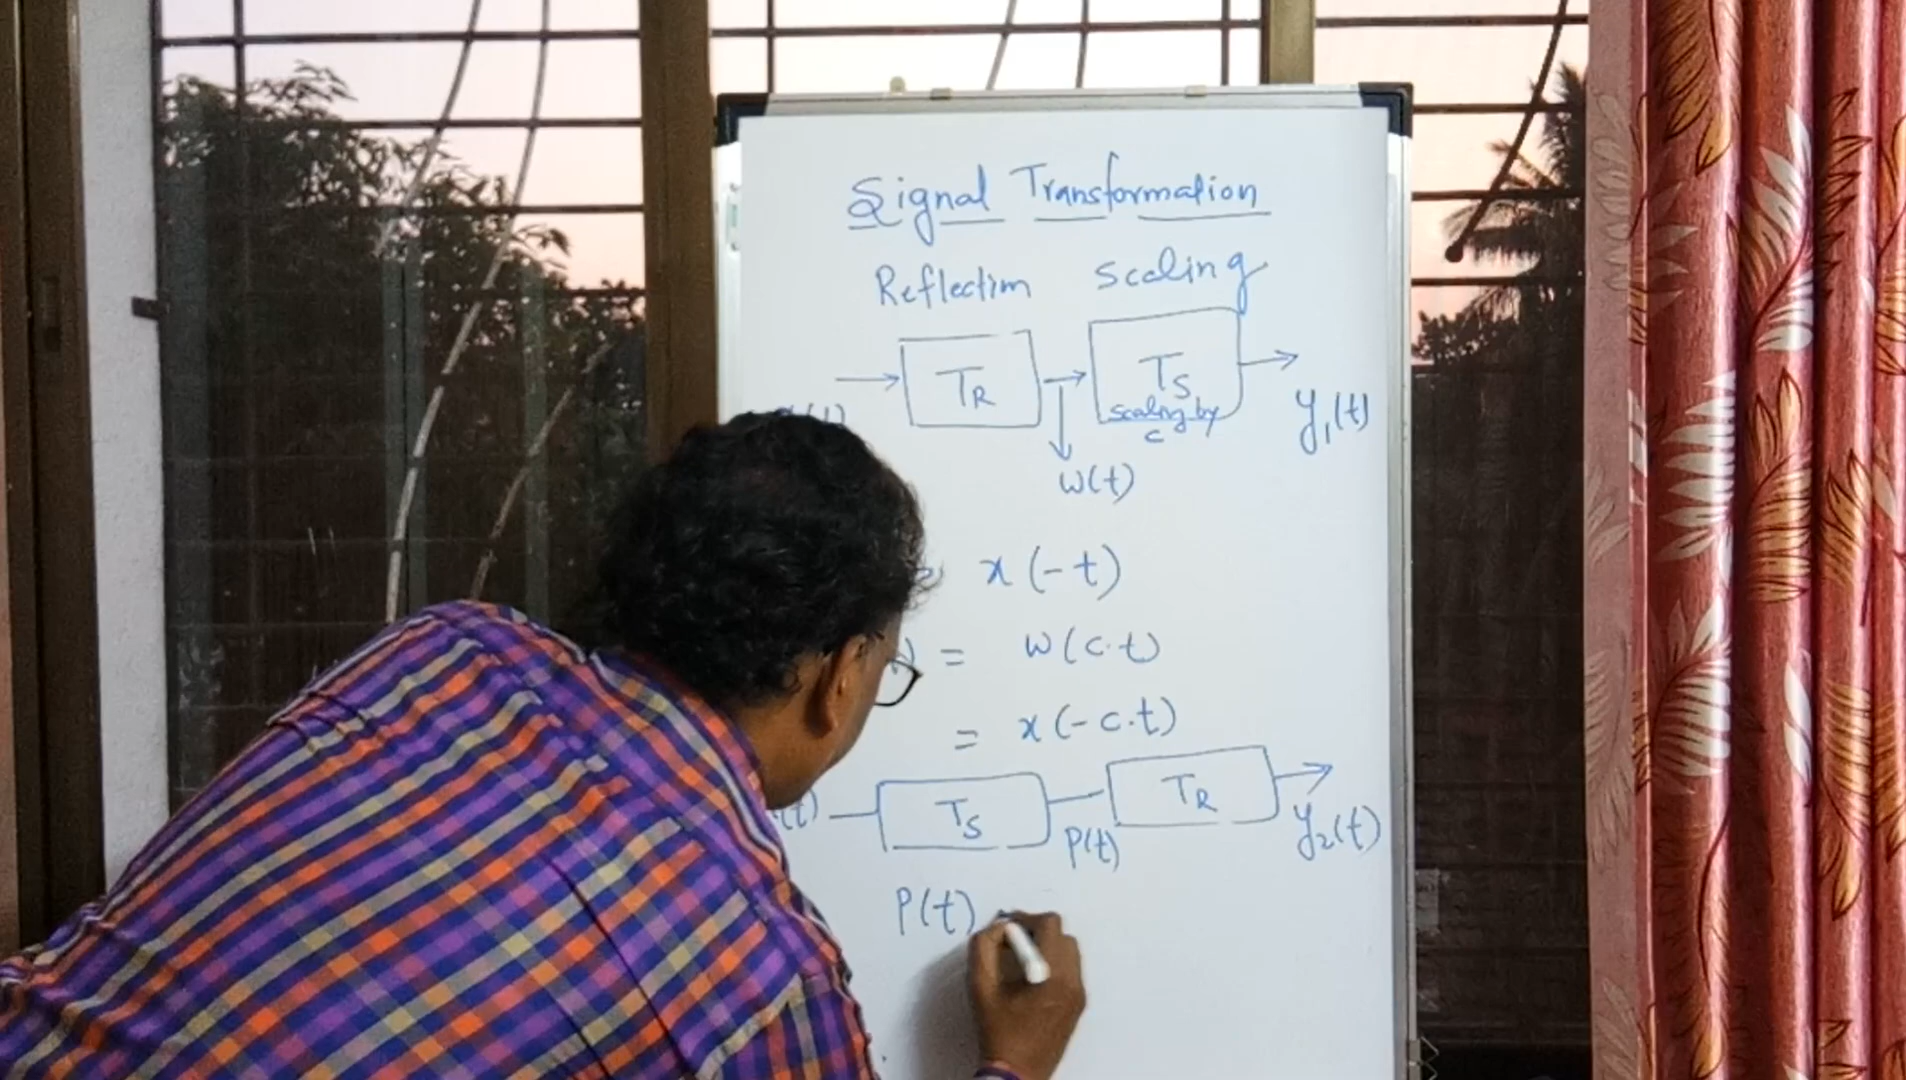 Signal Transformation
Reflection Scaling
TR TS
scaling by
c
y1(t)
w(t)
x(-t)
= w(c.t)
= x(-c.t)
TS P(t) TR y2(t)
P(t)